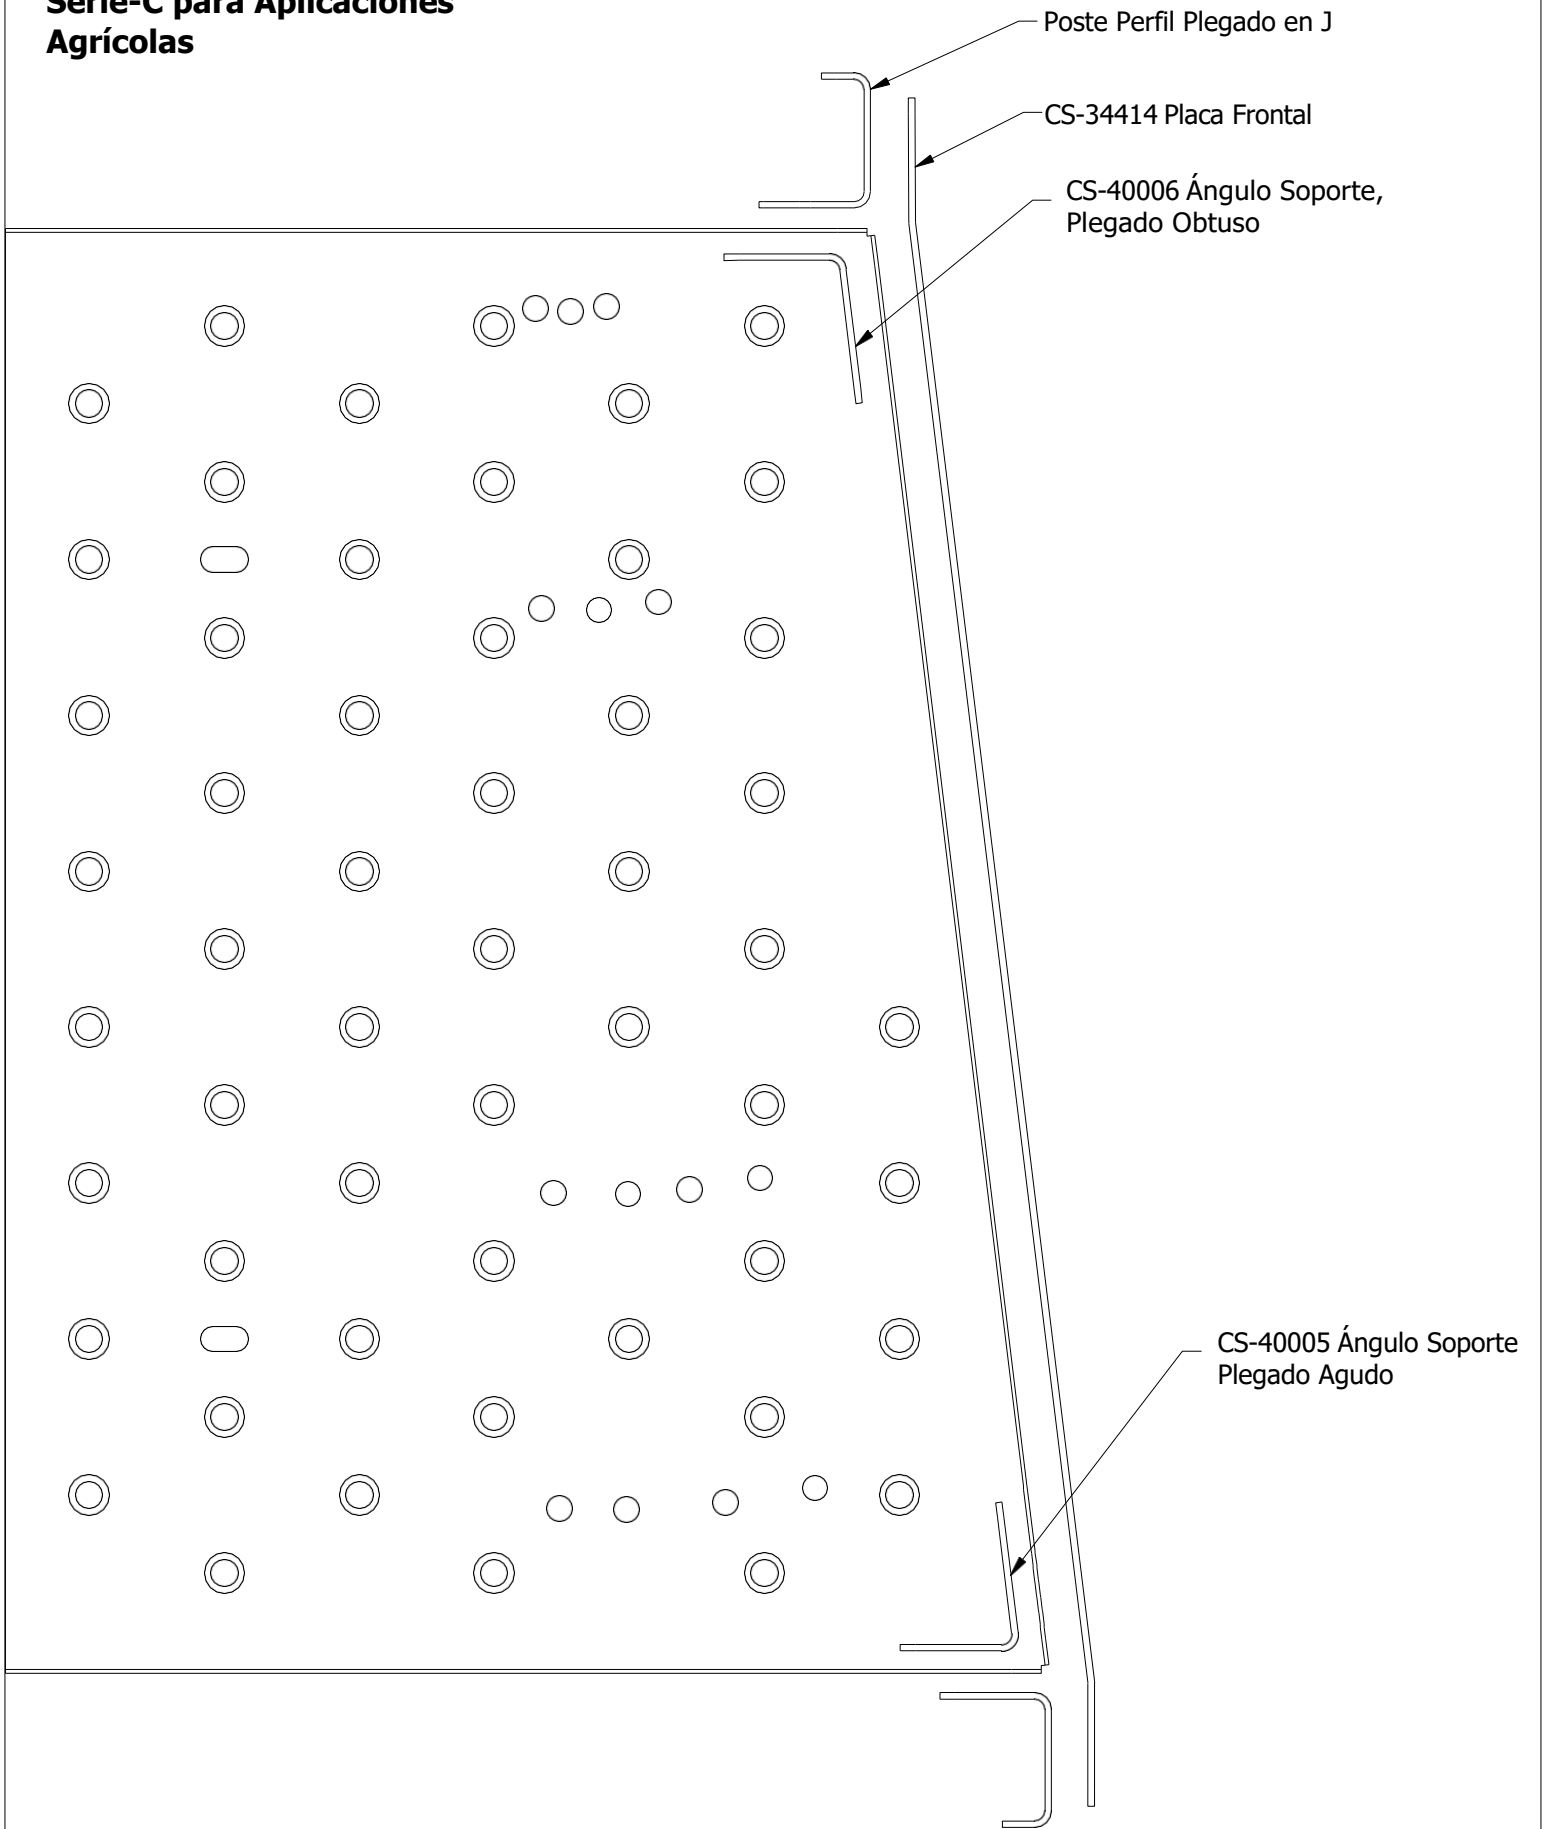 Serie-C para Aplicaciones
Agrícolas
Poste Perfil Plegado en J
CS-34414 Placa Frontal
CS-40006 Ángulo Soporte,
Plegado Obtuso
CS-40005 Ángulo Soporte
Plegado Agudo